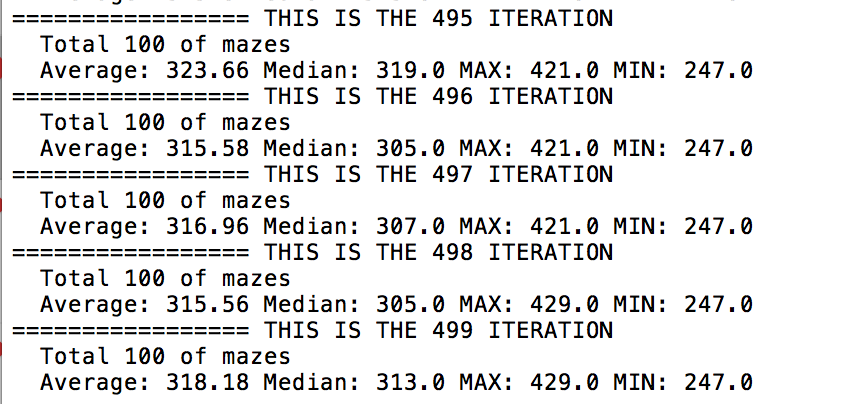 ================= THIS IS THE 495 ITERATION
Total 100 of mazes
Average: 323.66 Median: 319.0 MAX: 421.0 MIN: 247.0
================= THIS IS THE 496 ITERATION
Total 100 of mazes
Average: 315.58 Median: 305.0 MAX: 421.0 MIN: 247.0
================= THIS IS THE 497 ITERATION
Total 100 of mazes
Average: 316.96 Median: 307.0 MAX: 421.0 MIN: 247.0
================= THIS IS THE 498 ITERATION
Total 100 of mazes
Average: 315.56 Median: 305.0 MAX: 429.0 MIN: 247.0
================= THIS IS THE 499 ITERATION
Total 100 of mazes
Average: 318.18 Median: 313.0 MAX: 429.0 MIN: 247.0